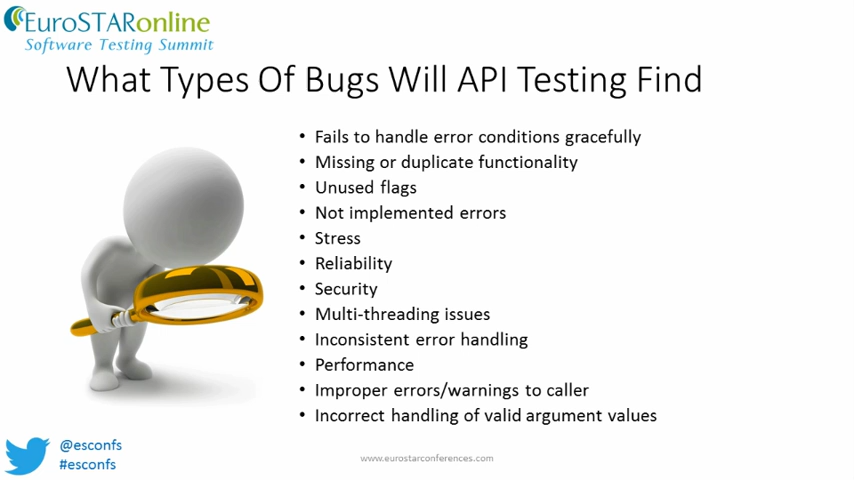 EuroSTARonline
Software Testing Summit
What Types Of Bugs Will API Testing Find
• Fails to handle error conditions gracefully
• Missing or duplicate functionality
• Unused flags
• Not implemented errors
• Stress
• Reliability
• Security
• Multi-threading issues
• Inconsistent error handling
• Performance
• Improper errors/warnings to caller
• Incorrect handling of valid argument values
@esconfs
#esconfs
www.eurostarconferences.com